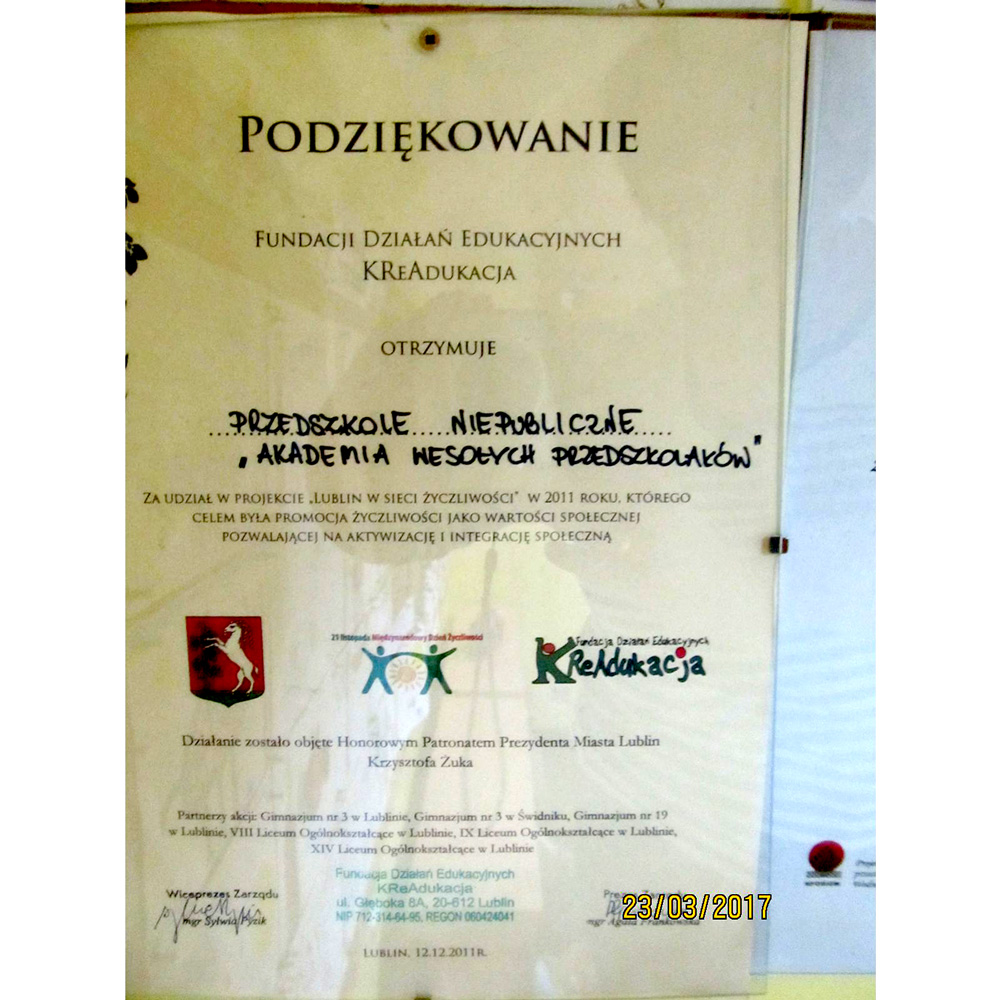 PODZIĘKOWANIE
FUNDACJI DZIAŁAŃ EDUKACYJNYCH
KREADUKACJA
OTRZYMUJE
PRZEDSZKOLE NIEPUBLICZNE
„AKADEMIA WESOŁYCH PRZEDSZKOLAKÓW"
ZA UDZIAŁ W PROJEKCIE „LUBLIN W SIECI ŻYCZLIWOŚCI" W 2011 ROKU, KTÓREGO
CELEM BYŁA PROMOCJA ŻYCZLIWOŚCI JAKO WARTOŚCI SPOŁECZNEJ
POZWALAJĄCEJ NA AKTYWIZACJĘ I INTEGRACJĘ SPOŁECZNĄ
21 listopada Międzynarodowy Dzień Życzliwości
Fundacja Działań Edukacyjnych
KReAdukacja
Działanie zostało objęte Honorowym Patronatem Prezydenta Miasta Lublin
Krzysztofa Żuka
Partnerzy akcji: Gimnazjum nr 3 w Lublinie, Gimnazjum nr 3 w Świdniku, Gimnazjum nr 19
w Lublinie, VIII Liceum Ogólnokształcące w Lublinie, IX Liceum Ogólnokształcące w Lublinie,
XIV Liceum Ogólnokształcące w Lublinie
Fundacja Działań Edukacyjnych
KReAdukacja
ul. Głęboka 8A, 20-612 Lublin
NIP 712-314-64-95, REGON 060424041
Wiceprezes Zarządu
mgr Sylwia Pyzik
mgr Agata
23/03/2017
LUBLIN, 12.12.2011R.